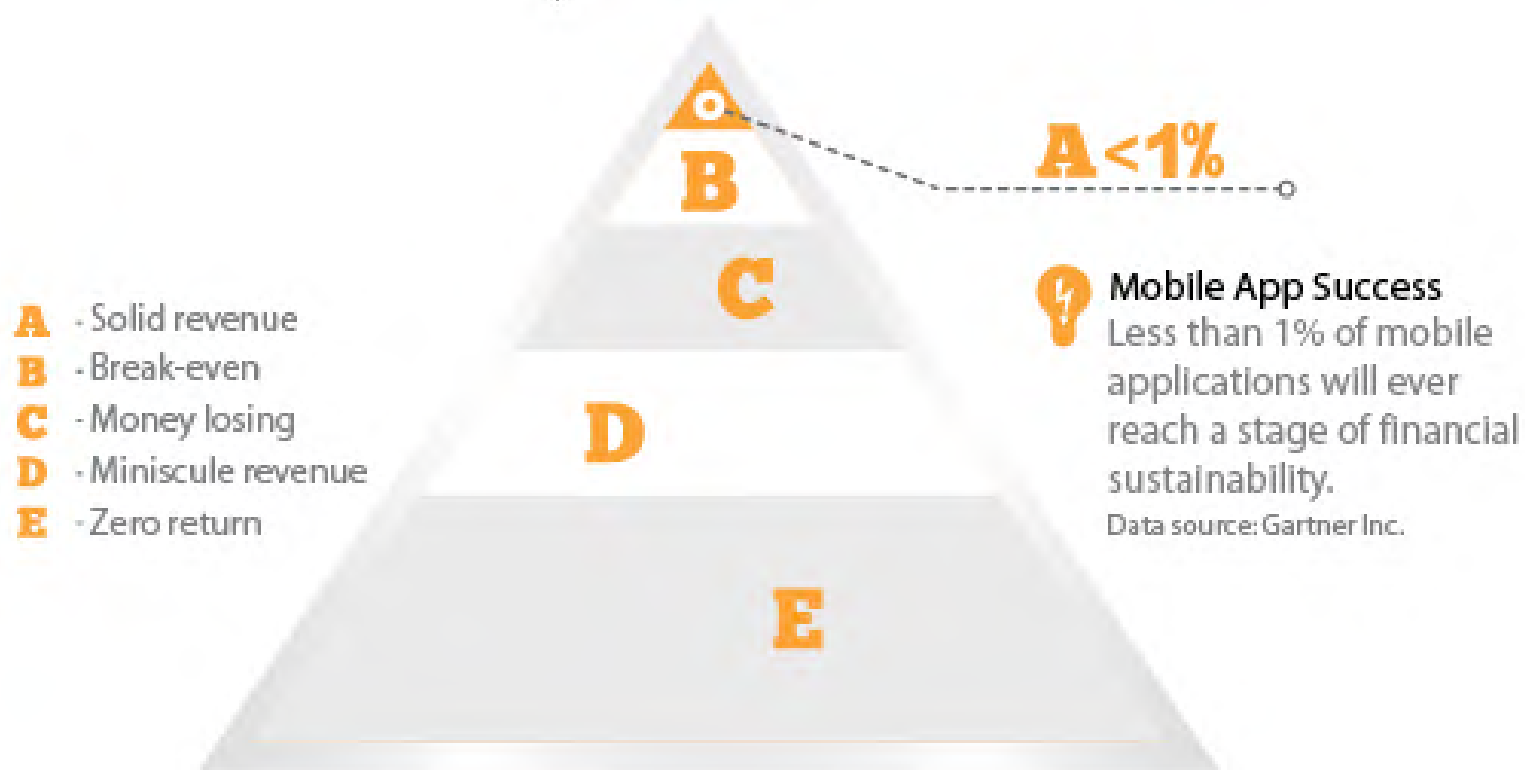 A<1%
B
C
D
E
A - Solid revenue
B - Break-even
C - Money losing
D - Miniscule revenue
E - Zero return
Mobile App Success
Less than 1% of mobile
applications will ever
reach a stage of financial
sustainability.
Data source: Gartner Inc.